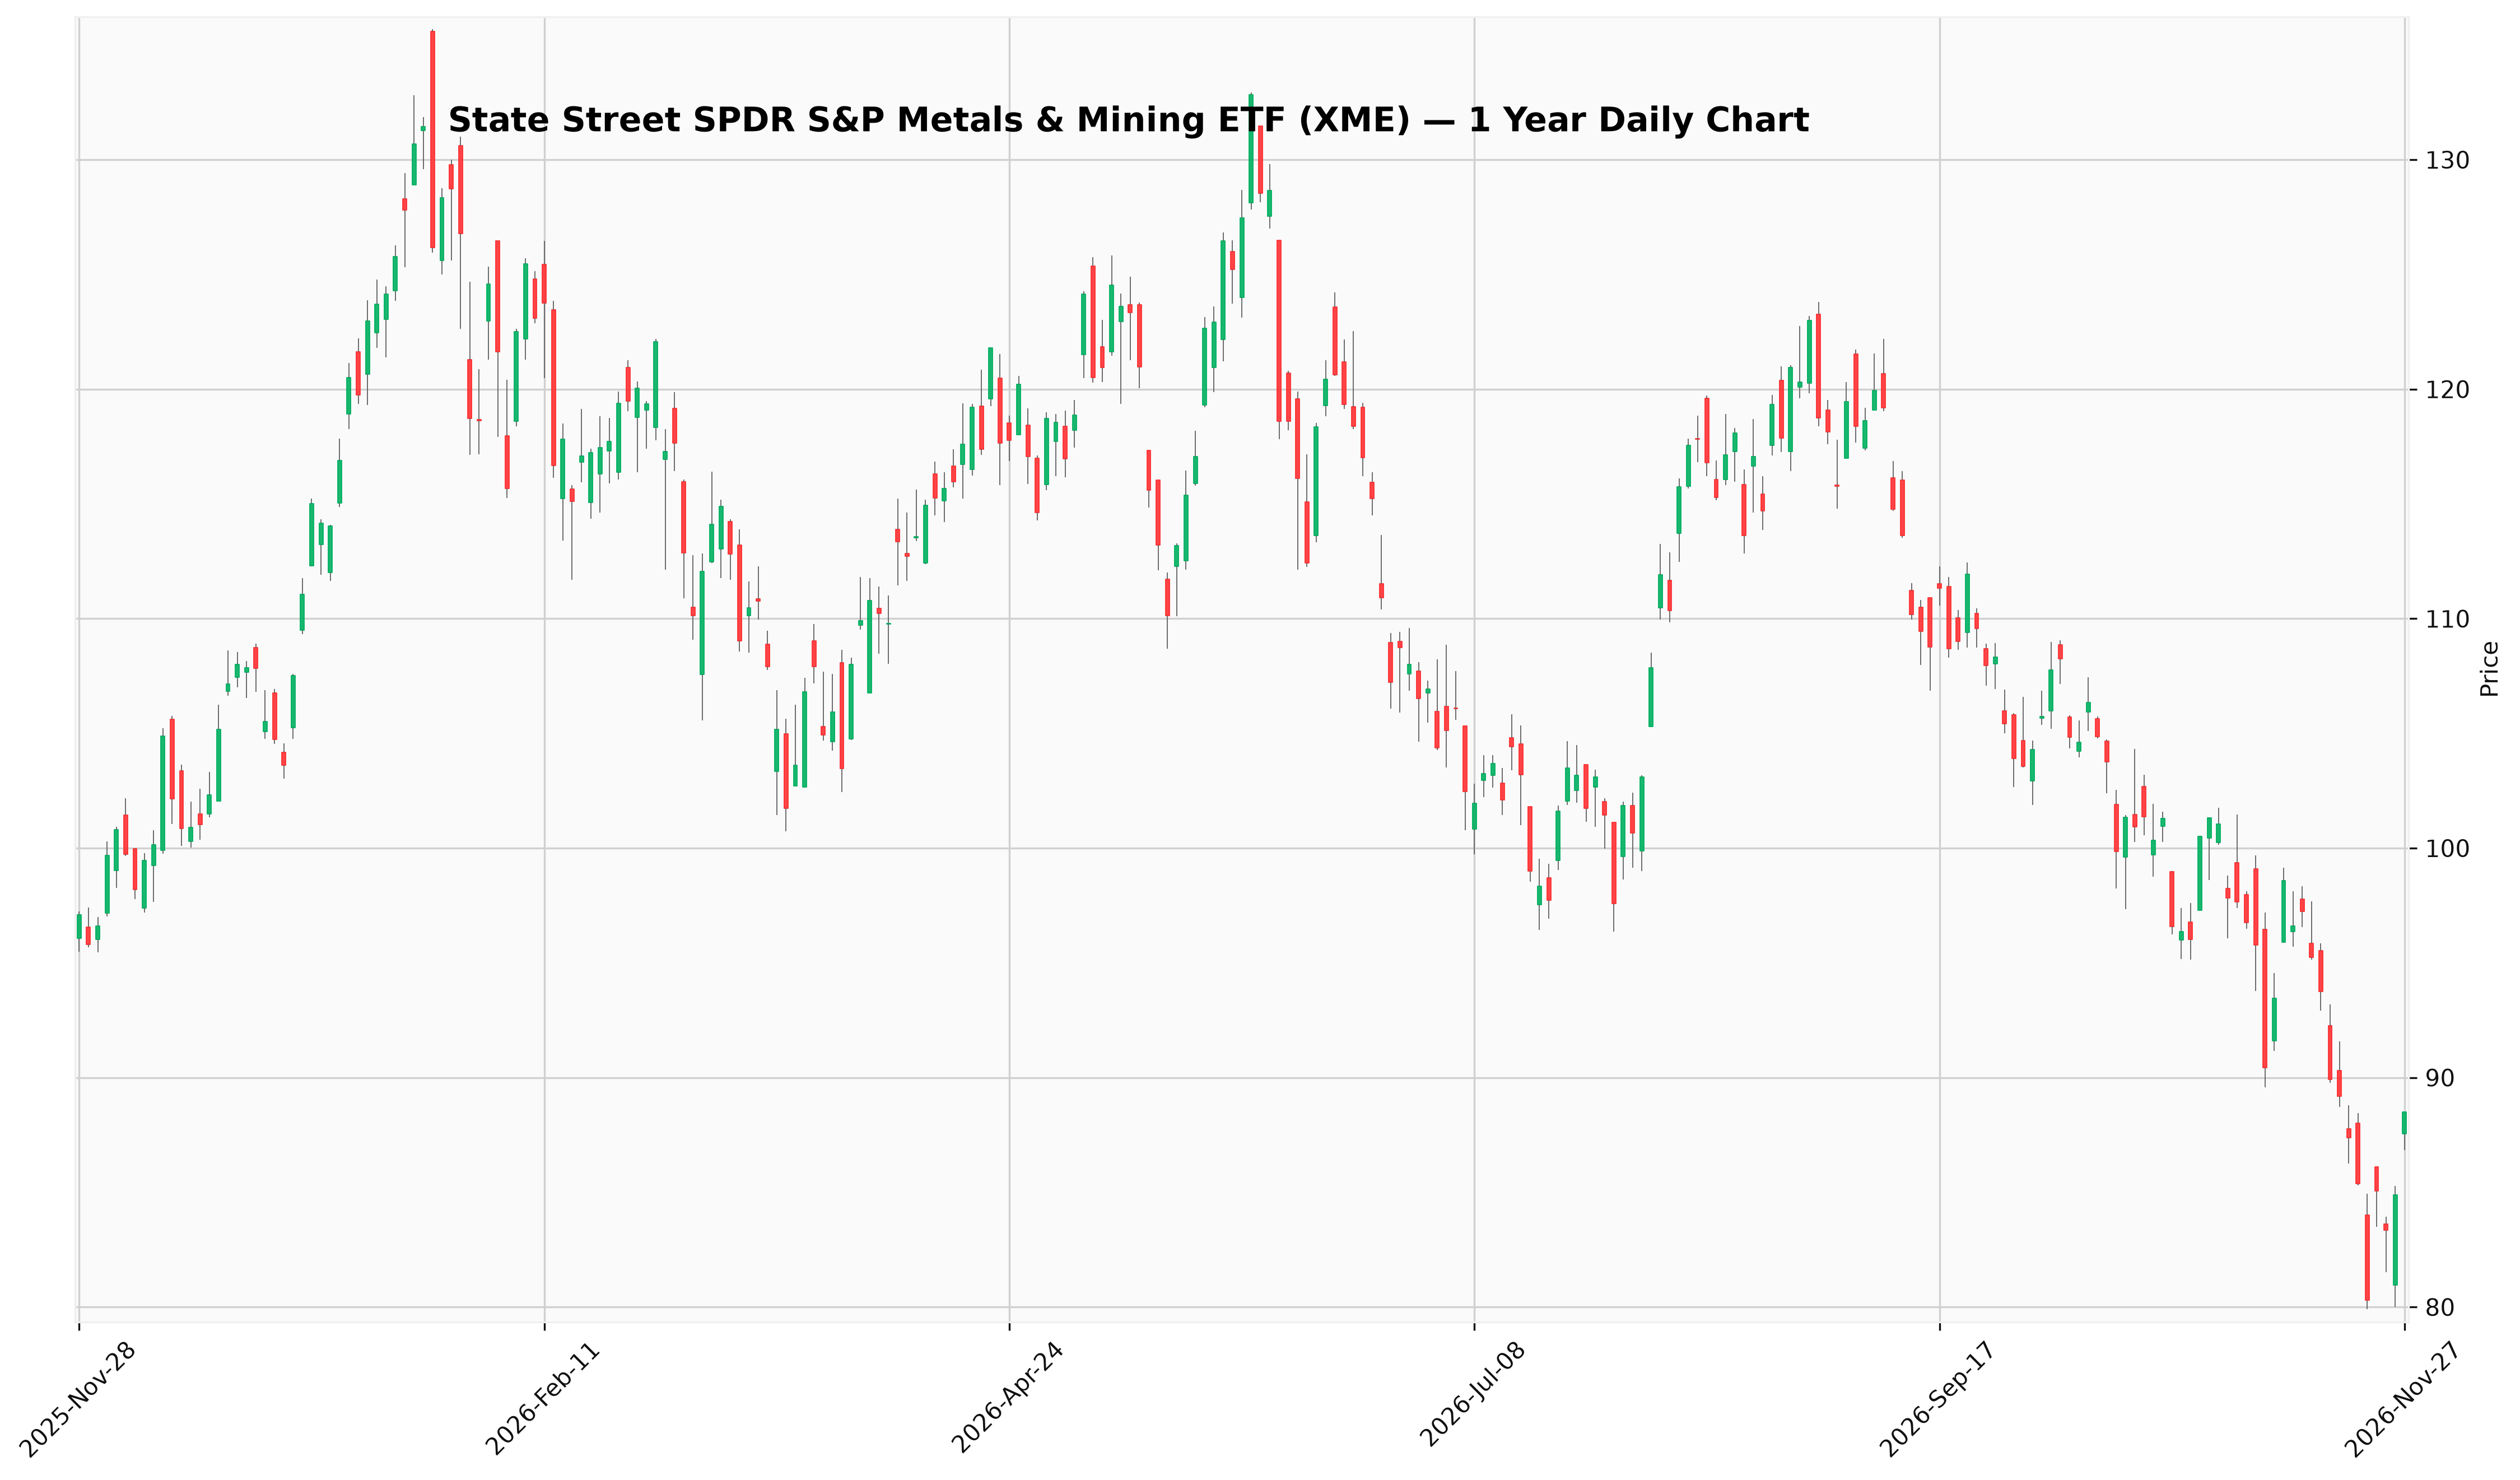 State Street SPDR S&P Metals & Mining ETF (XME) — 1 Year Daily Chart
130
120
110
100
90
80
Price
2025-Nov-28
2026-Feb-11
2026-Apr-24
2026-Jul-08
2026-Sep-17
2026-Nov-27